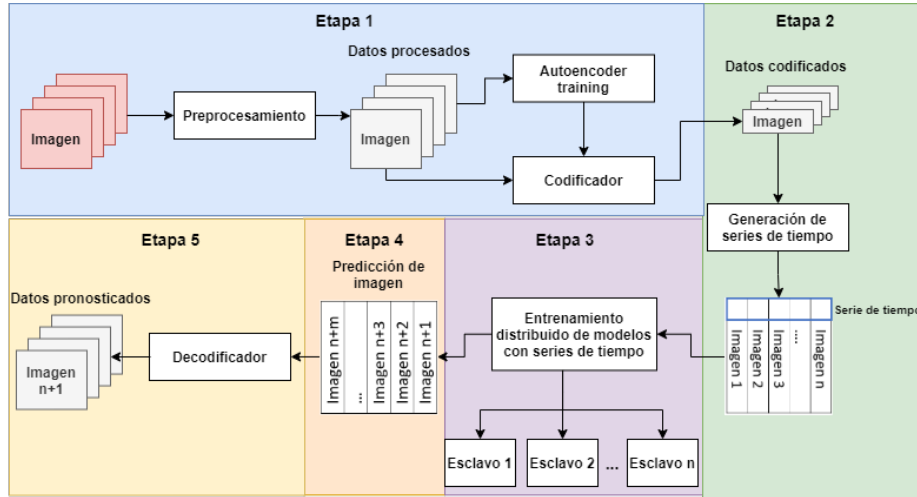 Etapa 1
Datos procesados
Imagen
Preprocesamiento
Imagen
Autoencoder
training
Codificador
Etapa 2
Datos codificados
Imagen
Generación de
series de tiempo
Serie de tiempo
Imagen 1
Imagen 2
Imagen 3
....
Imagen n
Etapa 3
Entrenamiento
distribuido de modelos
con series de tiempo
Esclavo 1
Esclavo 2
...
Esclavo n
Etapa 4
Predicción de
imagen
Imagen n+m
...
Imagen n+3
Imagen n+2
Imagen n+1
Etapa 5
Datos pronosticados
Imagen
n+1
Decodificador